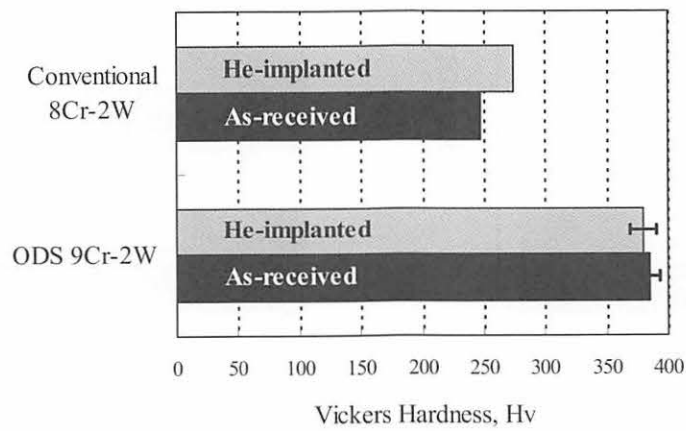 Conventional
8Cr-2W
He-implanted
As-received
ODS 9Cr-2W
He-implanted
As-received
0 50 100 150 200 250 300 350 400
Vickers Hardness, Hv